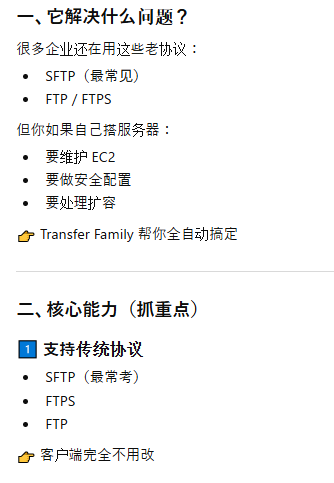 一、它解决什么问题？
很多企业还在用这些老协议：
• SFTP（最常见）
• FTP / FTPS
但你如果自己搭服务器：
• 要维护 EC2
• 要做安全配置
• 要处理扩容
👉 Transfer Family 帮你全自动搞定
二、核心能力（抓重点）
1️⃣ 支持传统协议
• SFTP（最常考）
• FTPS
• FTP
👉 客户端完全不用改